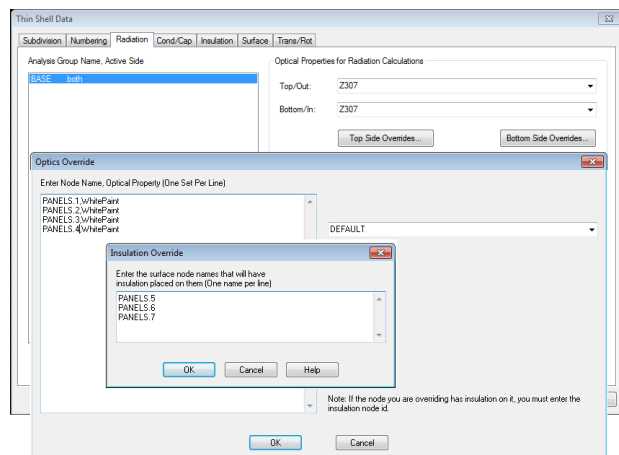 Thin Shell Data
Subdivision Numbering Radiation Cond/Cap Insulation Surface Trans/Rot
Analysis Group Name, Active Side
BASE both
Optical Properties for Radiation Calculations
Top/Out: Z307
Bottom/In: Z307
Top Side Overrides... Bottom Side Overrides...
Optics Override
Enter Node Name, Optical Property (One Set Per Line)
PANELS.1,WhitePaint
PANELS.2,WhitePaint
PANELS.3,WhitePaint
PANELS.4,WhitePaint
DEFAULT
Insulation Override
Enter the surface node names that will have
insulation placed on them (One name per line)
PANELS.5
PANELS.6
PANELS.7
OK Cancel Help
Note: If the node you are overriding has insulation on it, you must enter the
insulation node id.
OK Cancel